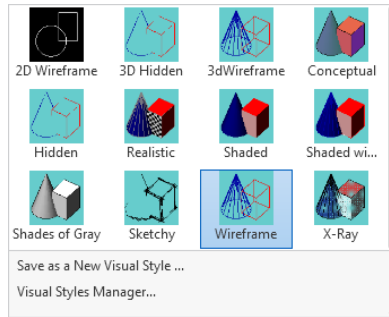 2D Wireframe 3D Hidden 3dWireframe Conceptual
Hidden Realistic Shaded Shaded wi...
Shades of Gray Sketchy Wireframe X-Ray
Save as a New Visual Style ...
Visual Styles Manager...